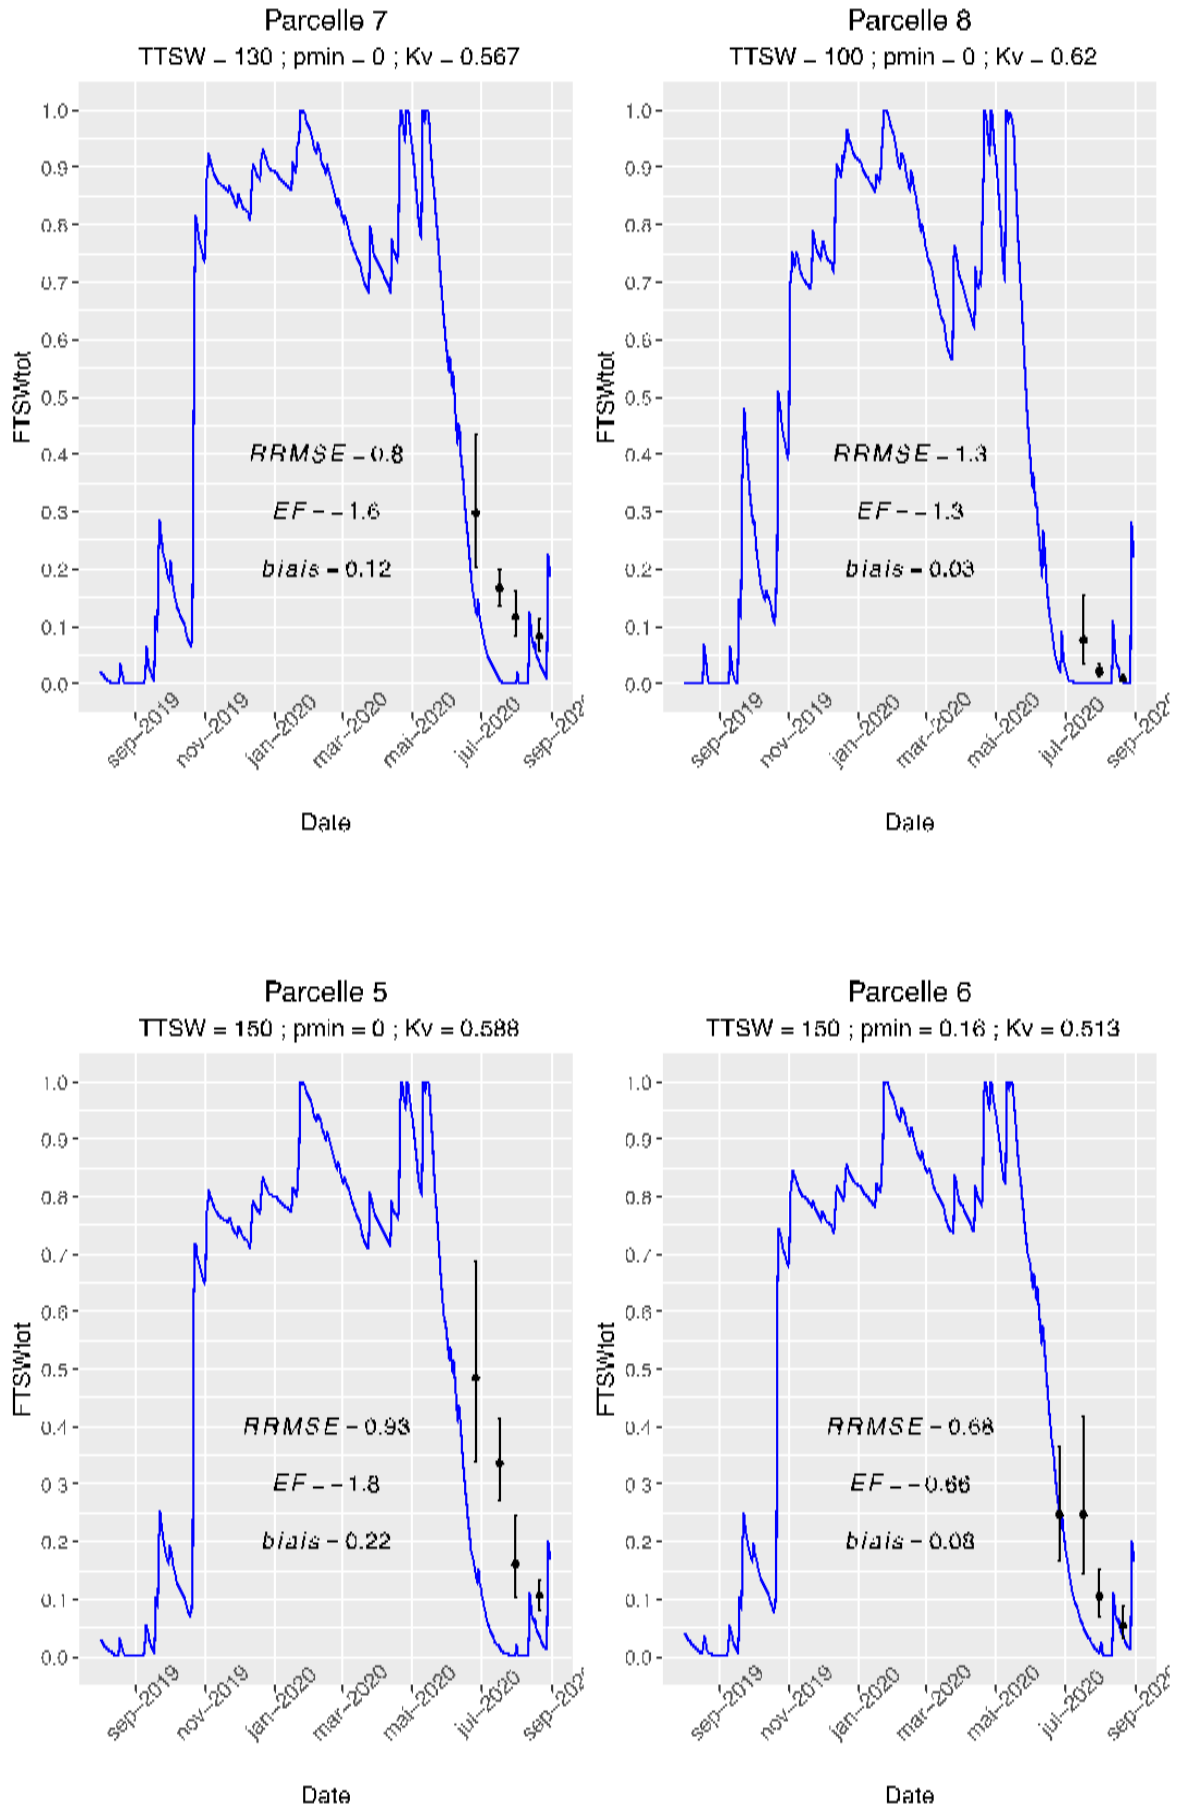 Parcelle 7
TTSW = 130 ; pmin = 0 ; Kv = 0.567
FTSWtot
1.0
0.9
0.8
0.7
0.6
0.5
0.4
0.3
0.2
0.1
0.0
RRMSE = 0.8
EF = -1.6
biais = 0.12
sep-2019
nov-2019
jan-2020
mar-2020
mai-2020
jul-2020
sep-202
Date
Parcelle 8
TTSW = 100 ; pmin = 0 ; Kv = 0.62
FTSWtot
1.0
0.9
0.8
0.7
0.6
0.5
0.4
0.3
0.2
0.1
0.0
RRMSE = 1.3
EF = -1.3
biais = 0.03
sep-2019
nov-2019
jan-2020
mar-2020
mai-2020
jul-2020
sep-202
Date
Parcelle 5
TTSW = 150 ; pmin = 0 ; Kv = 0.588
FTSWtot
1.0
0.9
0.8
0.7
0.6
0.5
0.4
0.3
0.2
0.1
0.0
RRMSE = 0.93
EF = -1.8
biais = 0.22
sep-2019
nov-2019
jan-2020
mar-2020
mai-2020
jul-2020
sep-202
Date
Parcelle 6
TTSW = 150 ; pmin = 0.16 ; Kv = 0.513
FTSWtot
1.0
0.9
0.8
0.7
0.6
0.5
0.4
0.3
0.2
0.1
0.0
RRMSE = 0.68
EF = -0.66
biais = 0.08
sep-2019
nov-2019
jan-2020
mar-2020
mai-2020
jul-2020
sep-202
Date